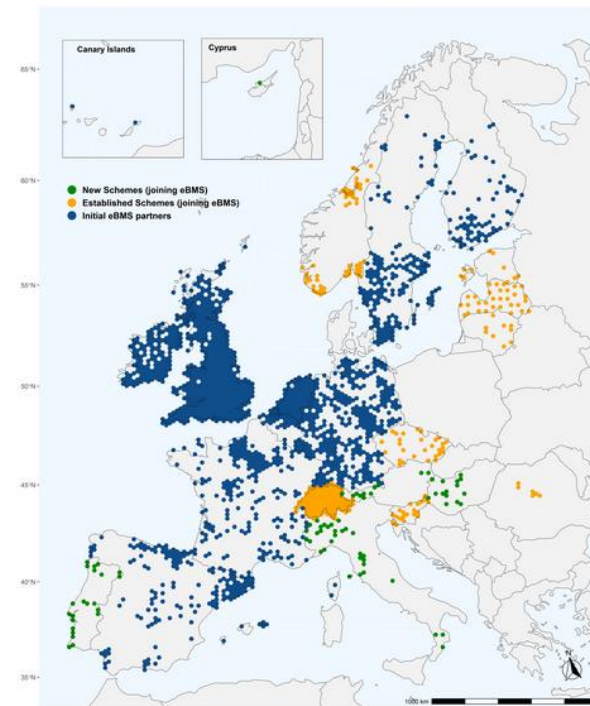 Canary Islands
Cyprus
65°N
60°N
New Schemes (joining eBMS)
Established Schemes (joining eBMS)
Initial eBMS partners
55°N
50°N
45°N
40°N
35°N
N
1000 km